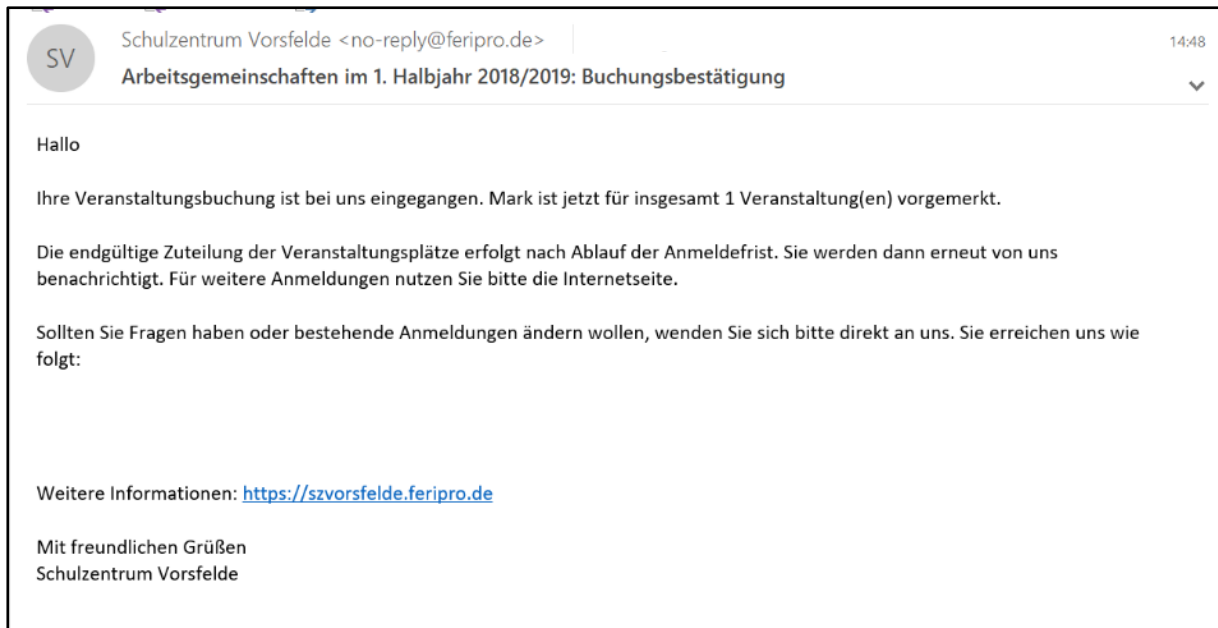 SV
Schulzentrum Vorsfelde <no-reply@feripro.de>
14:48
Arbeitsgemeinschaften im 1. Halbjahr 2018/2019: Buchungsbestätigung
Hallo
Ihre Veranstaltungsbuchung ist bei uns eingegangen. Mark ist jetzt für insgesamt 1 Veranstaltung(en) vorgemerkt.
Die endgültige Zuteilung der Veranstaltungsplätze erfolgt nach Ablauf der Anmeldefrist. Sie werden dann erneut von uns
benachrichtigt. Für weitere Anmeldungen nutzen Sie bitte die Internetseite.
Sollten Sie Fragen haben oder bestehende Anmeldungen ändern wollen, wenden Sie sich bitte direkt an uns. Sie erreichen uns wie
folgt:
Weitere Informationen: https://szvorsfelde.feripro.de
Mit freundlichen Grüßen
Schulzentrum Vorsfelde